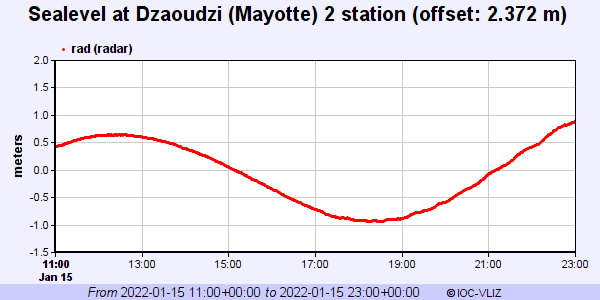 Sealevel at Dzaoudzi (Mayotte) 2 station (offset: 2.372 m)
rad (radar)
meters
2.0
1.5
1.0
0.5
0.0
-0.5
-1.0
-1.5
11:00 13:00 15:00 17:00 19:00 21:00 23:00
Jan 15
From 2022-01-15 11:00+00:00 to 2022-01-15 23:00+00:00 © IOC-VLIZ